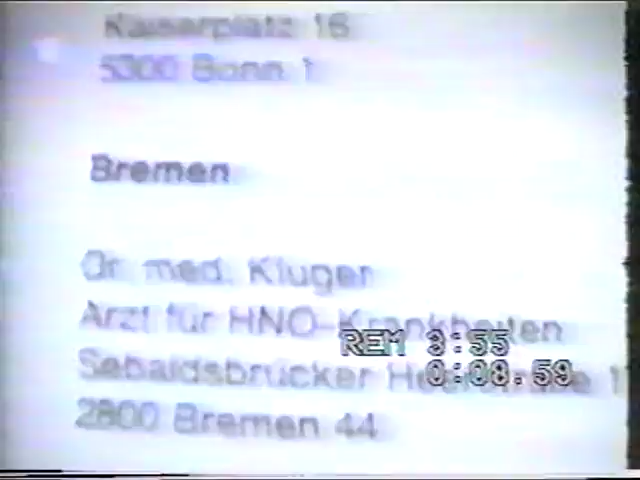 Kaiserplatz 16
5300 Bonn 1
Bremen
Dr. med. Kluger
Arzt für HNO-Krankheiten
REM 3:55
Sebaldsbrücker Heerstraße
0:08.59
2800 Bremen 44